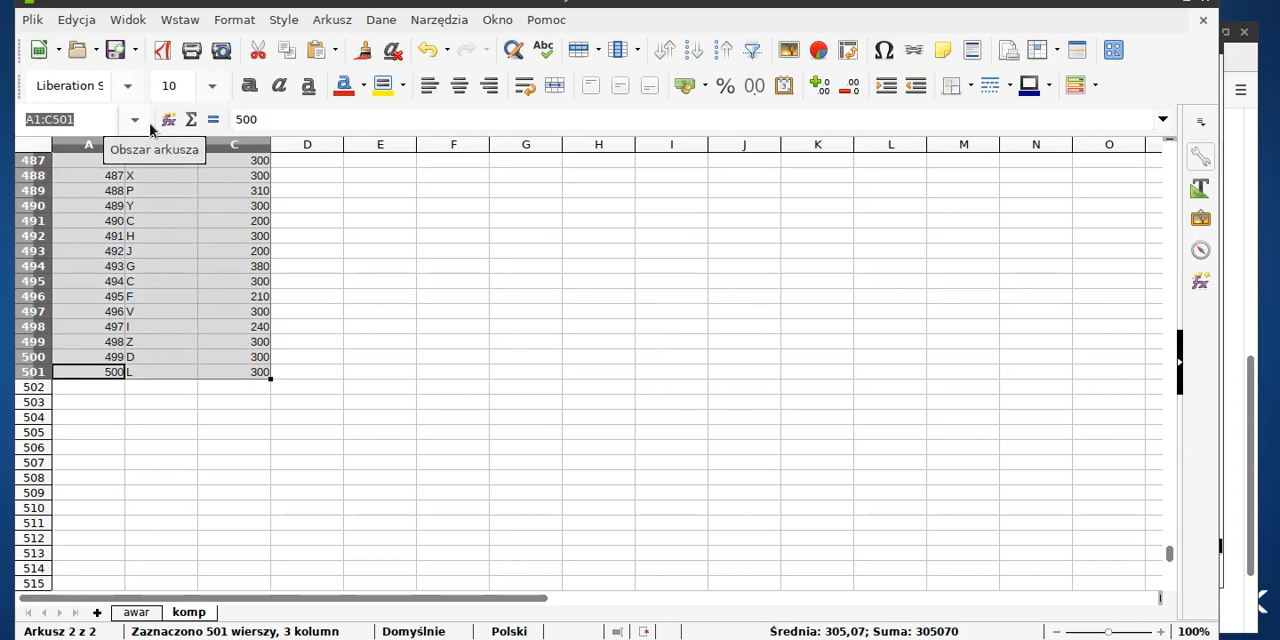 Plik Edycja Widok Wstaw Format Style Arkusz Dane Narzędzia Okno Pomoc
Liberation S 10
A1:C501 500
Obszar arkusza
A C D E F G H I J K L M N O
487 300
488 487 X 300
489 488 P 310
490 489 Y 300
491 490 C 200
492 491 H 300
493 492 J 200
494 493 G 380
495 494 C 300
496 495 F 210
497 496 V 300
498 497 I 240
499 498 Z 300
500 499 D 300
501 500 L 300
502
503
504
505
506
507
508
509
510
511
512
513
514
515
awar komp
Arkusz 2 z 2 Zaznaczono 501 wierszy, 3 kolumn Domyślnie Polski Średnia: 305,07; Suma: 305070 100%